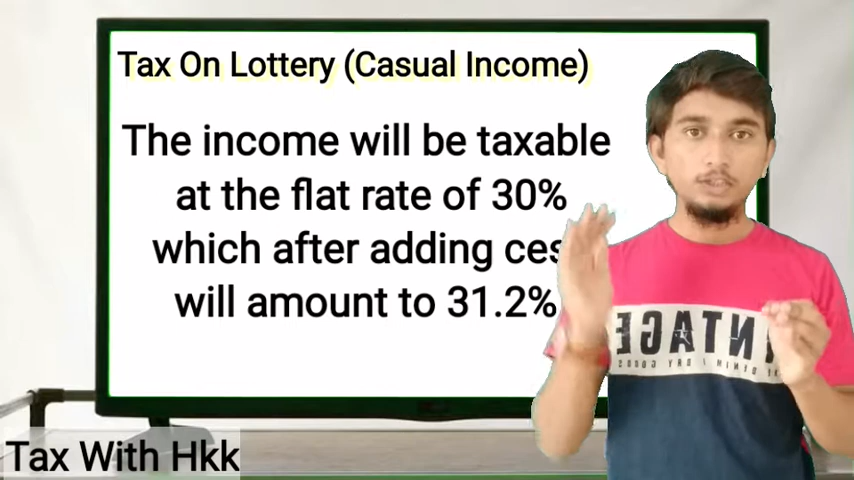 Tax On Lottery (Casual Income)
The income will be taxable
at the flat rate of 30%
which after adding ces
will amount to 31.2%
Tax With Hkk